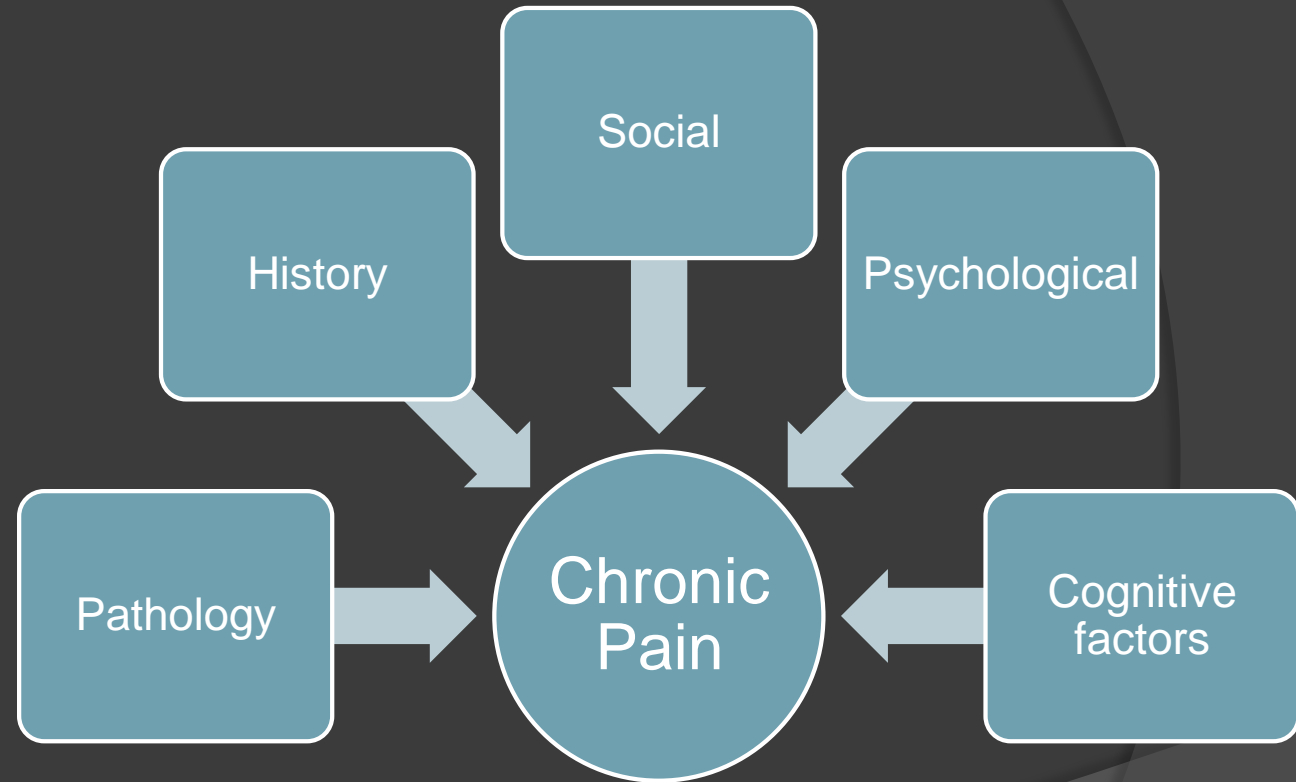 Social
History
Psychological
Pathology
Chronic
Pain
Cognitive
factors